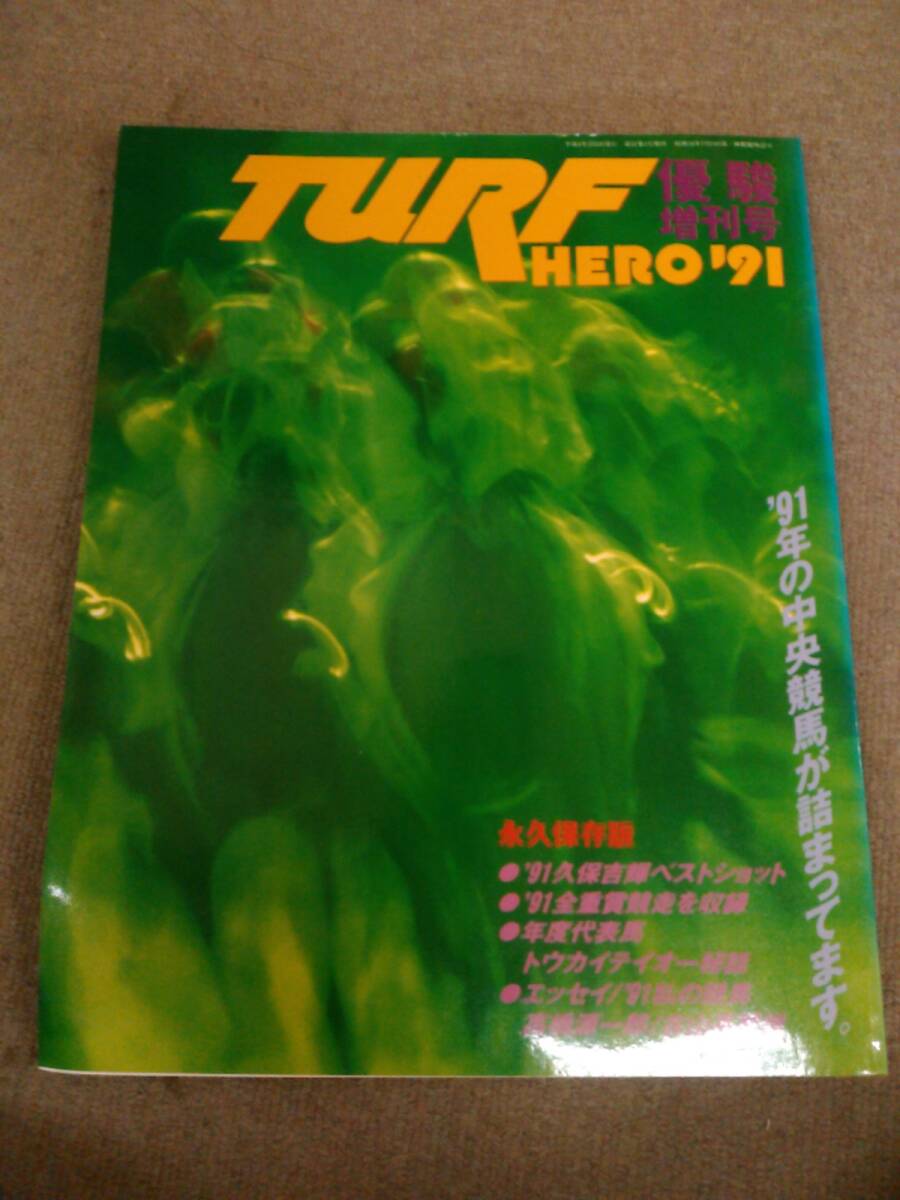 TURF
優駿
増刊号
HERO '91
'91年の中央競馬が詰まってます。
永久保存版
●'91久保吉輝ベストショット
●'91全重賞競走を収録
●年度代表馬
トウカイテイオー秘話
●エッセイ/'91私の